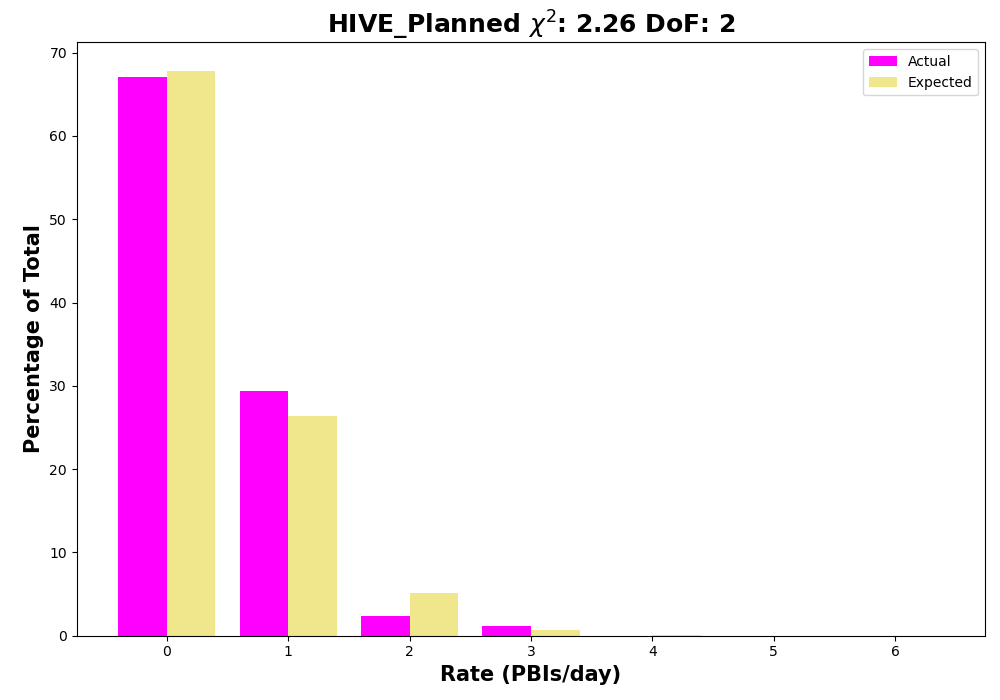 HIVE_Planned χ²: 2.26 DoF: 2
Actual
Expected
Percentage of Total
70
60
50
40
30
20
10
0
0 1 2 3 4 5 6
Rate (PBIs/day)